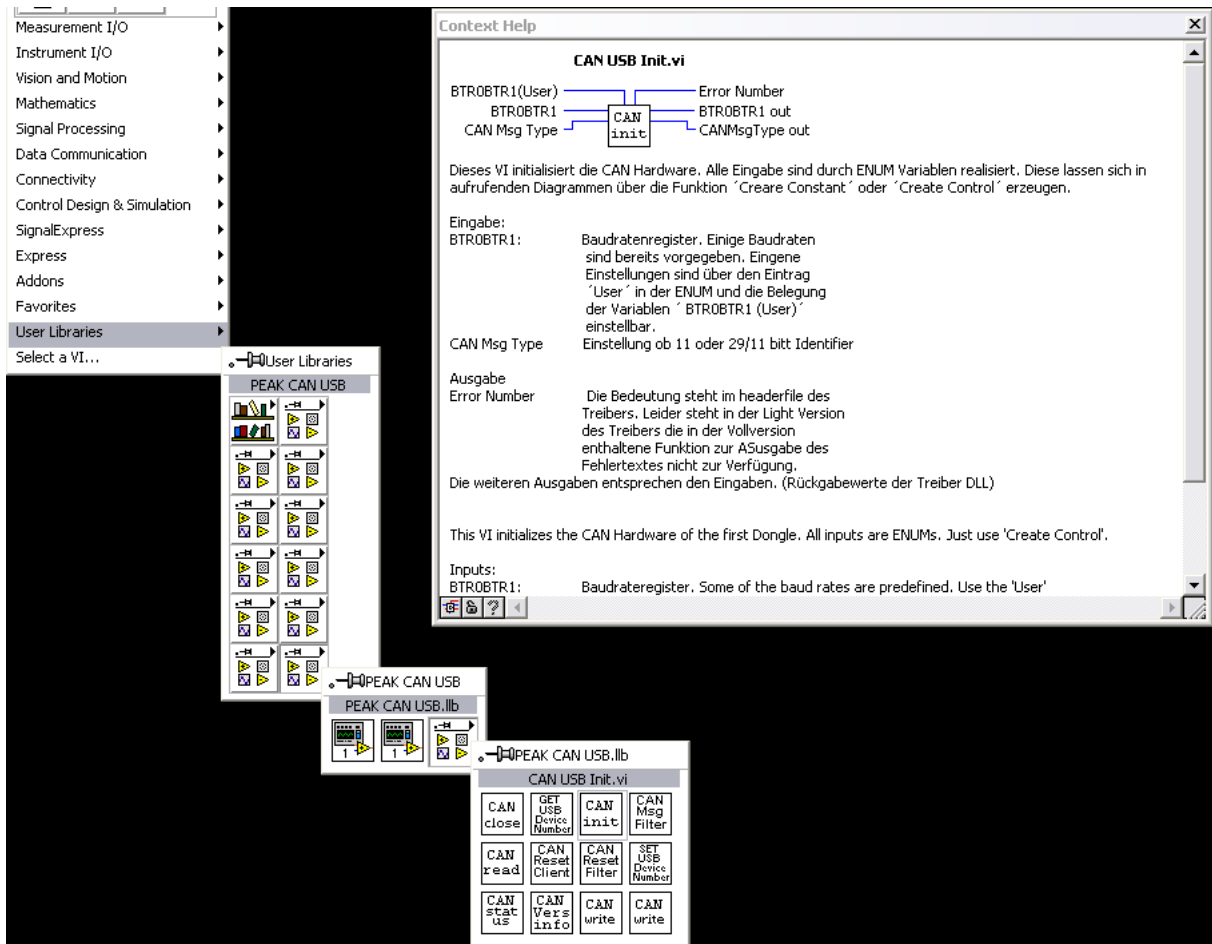 Measurement I/O
Instrument I/O
Vision and Motion
Mathematics
Signal Processing
Data Communication
Connectivity
Control Design & Simulation
SignalExpress
Express
Addons
Favorites
User Libraries
Select a VI...
User Libraries
PEAK CAN USB
PEAK CAN USB
PEAK CAN USB.llb
1
1
PEAK CAN USB.llb
CAN USB Init.vi
CAN
close
GET
USB
Device
Number
CAN
init
CAN
Msg
Filter
CAN
read
CAN
Reset
Client
CAN
Reset
Filter
SET
USB
Device
Number
CAN
stat
us
CAN
Vers
info
CAN
write
CAN
write
Context Help
CAN USB Init.vi
BTR0BTR1(User) Error Number
BTR0BTR1 BTR0BTR1 out
CAN Msg Type CANMsgType out
CAN
init
Dieses VI initialisiert die CAN Hardware. Alle Eingabe sind durch ENUM Variablen realisiert. Diese lassen sich in
aufrufenden Diagrammen über die Funktion ´Creare Constant´ oder ´Create Control´ erzeugen.
Eingabe:
BTR0BTR1: Baudratenregister. Einige Baudraten
sind bereits vorgegeben. Eingene
Einstellungen sind über den Eintrag
´User´ in der ENUM und die Belegung
der Variablen ´ BTR0BTR1 (User)´
einstellbar.
CAN Msg Type Einstellung ob 11 oder 29/11 bitt Identifier
Ausgabe
Error Number Die Bedeutung steht im headerfile des
Treibers. Leider steht in der Light Version
des Treibers die in der Vollversion
enthaltene Funktion zur ASusgabe des
Fehlertextes nicht zur Verfügung.
Die weiteren Ausgaben entsprechen den Eingaben. (Rückgabewerte der Treiber DLL)
This VI initializes the CAN Hardware of the first Dongle. All inputs are ENUMs. Just use 'Create Control'.
Inputs:
BTR0BTR1: Baudrateregister. Some of the baud rates are predefined. Use the 'User'
?